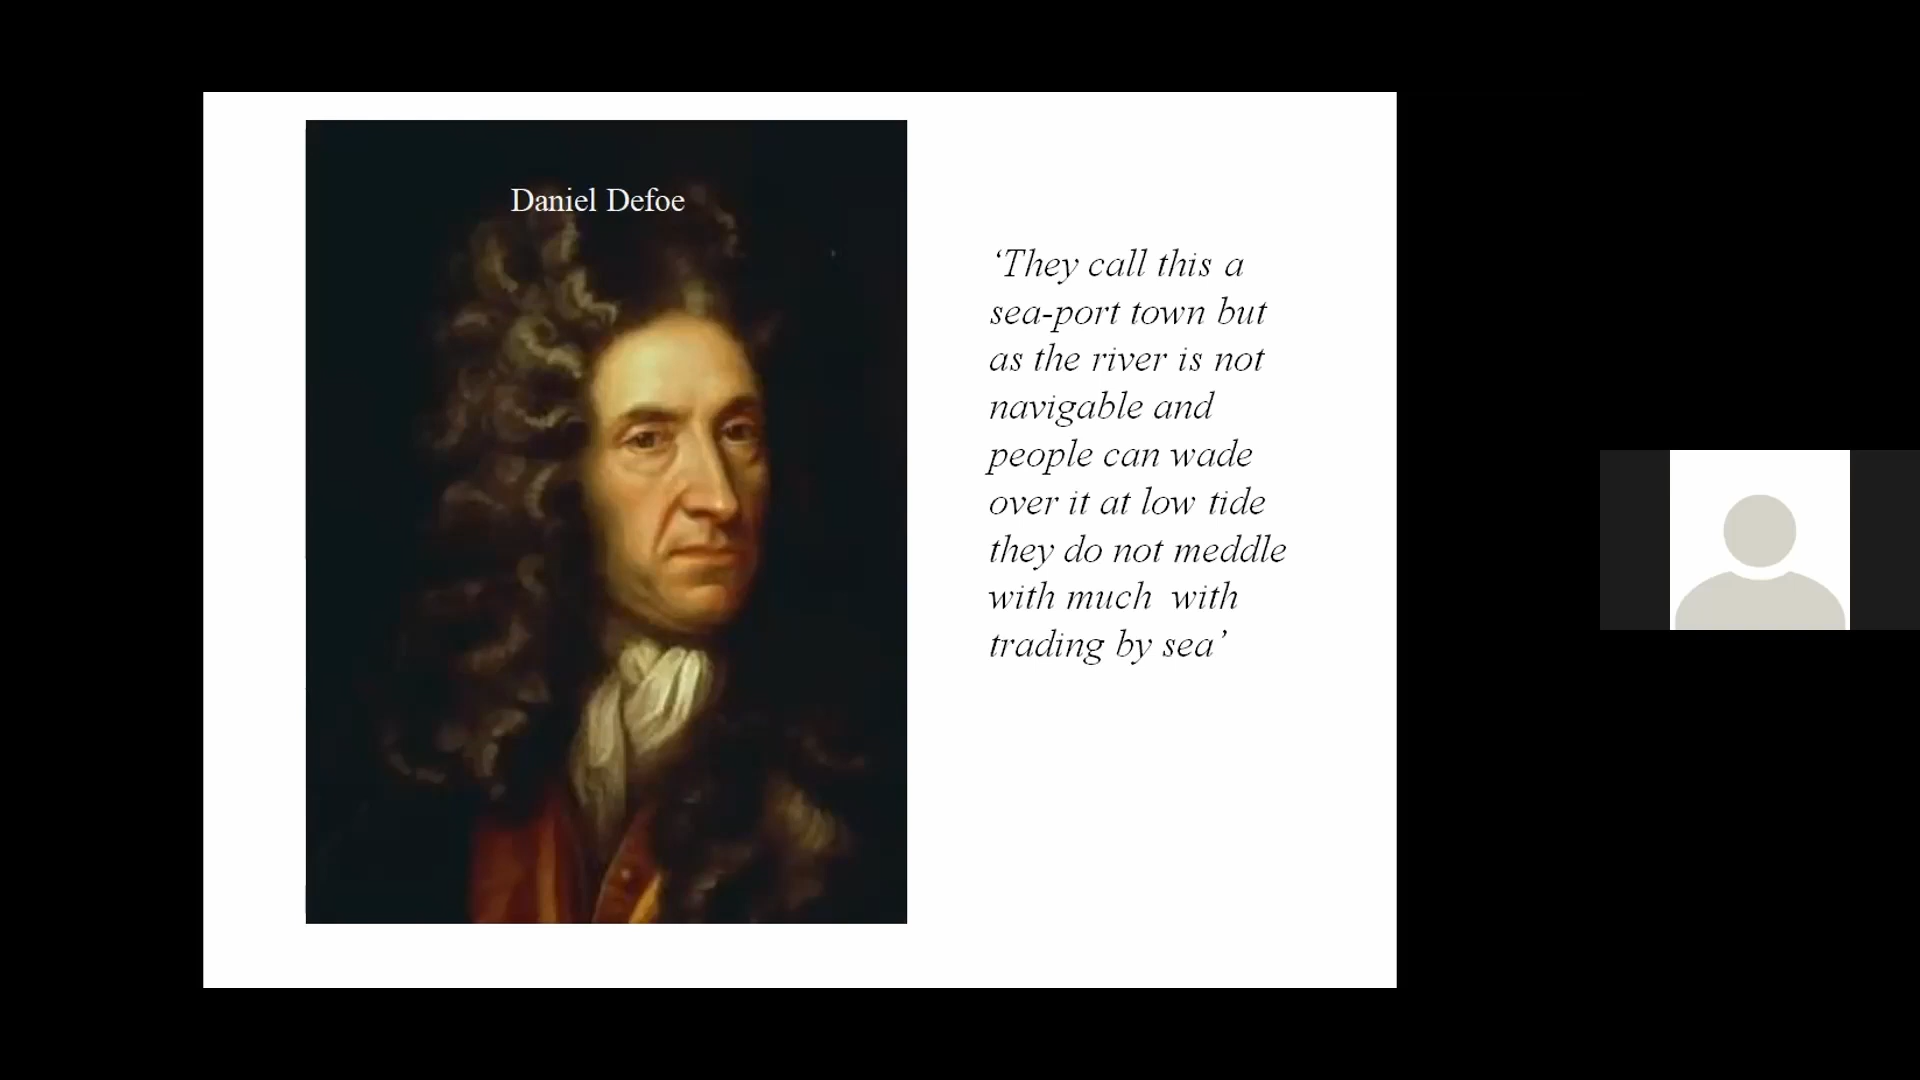 Daniel Defoe
‘They call this a
sea-port town but
as the river is not
navigable and
people can wade
over it at low tide
they do not meddle
with much  with
trading by sea’